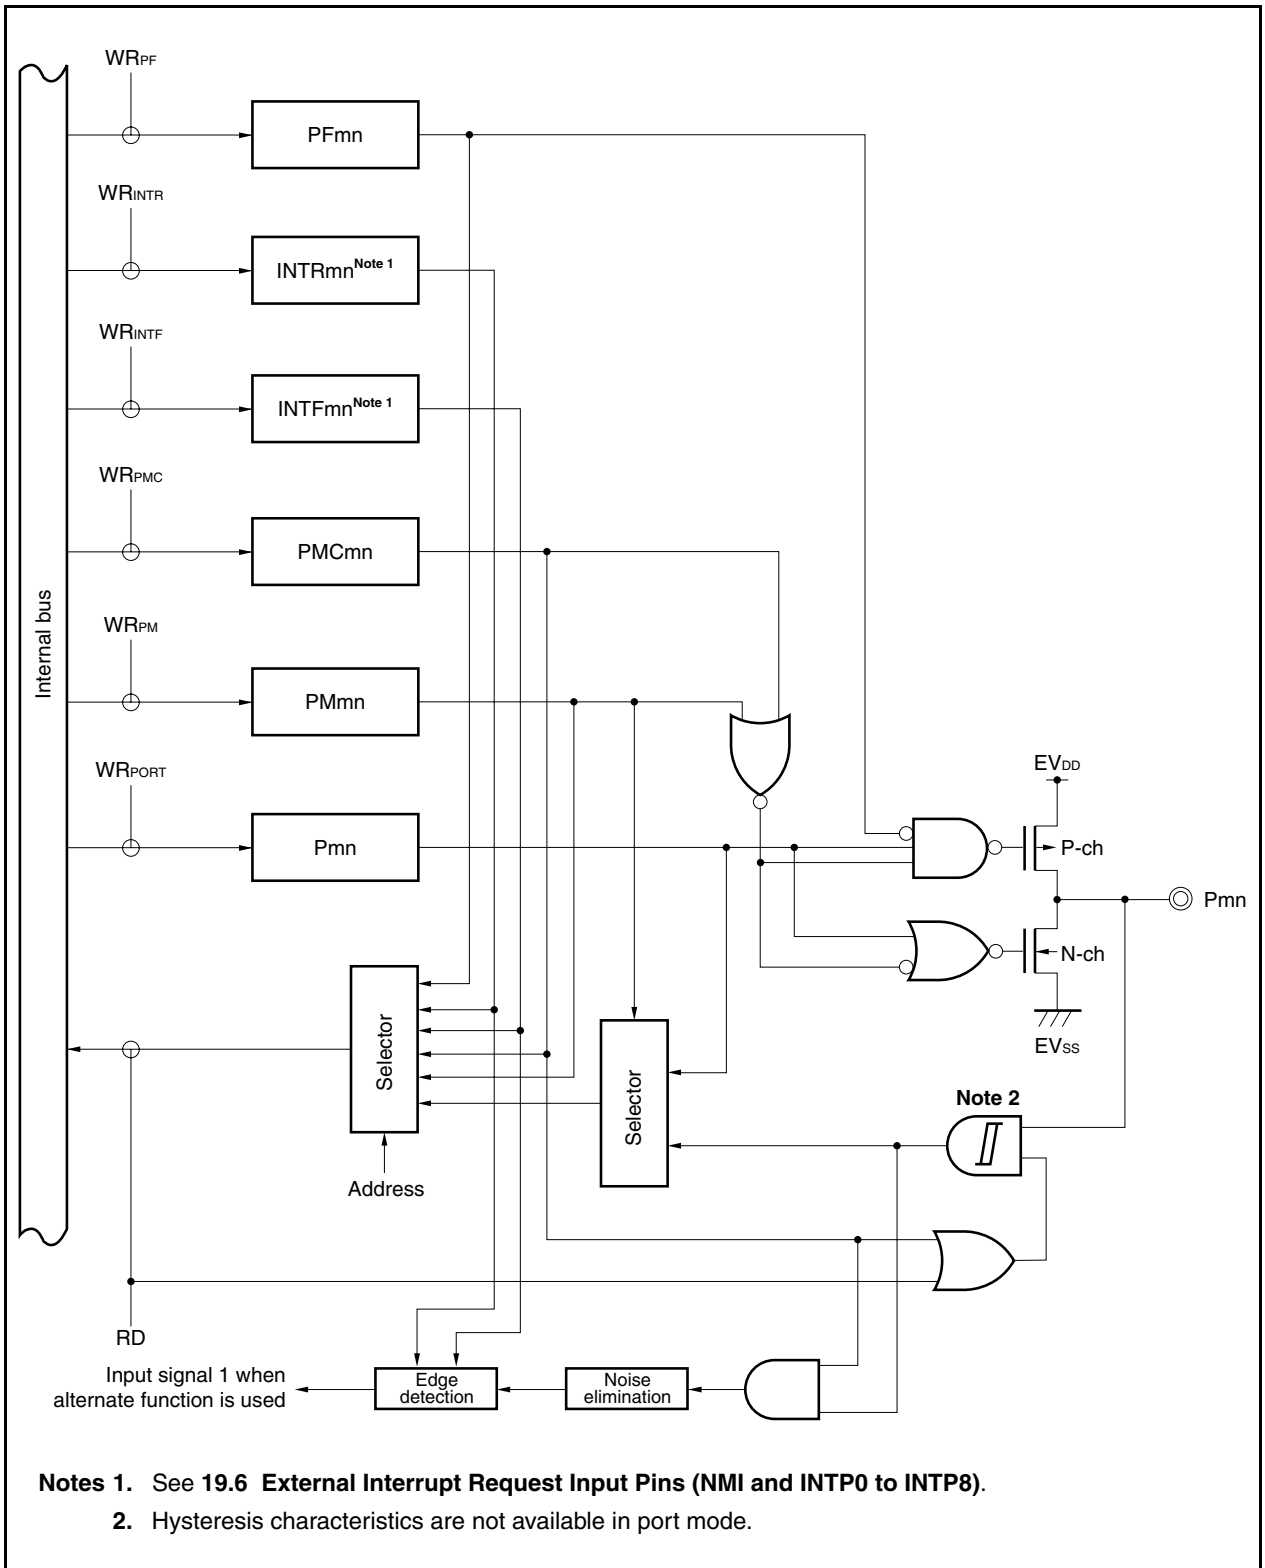 WRPF
PFmn
WRINTR
INTRmnNote 1
WRINTF
INTFmnNote 1
WRPMC
PMCmn
Internal bus
WRPM
PMmn
WRPORT
Pmn
EVDD
P-ch
Pmn
N-ch
EVSS
Selector
Selector
Note 2
Address
RD
Input signal 1 when
alternate function is used
Edge
detection
Noise
elimination
Notes 1. See 19.6 External Interrupt Request Input Pins (NMI and INTP0 to INTP8).
2. Hysteresis characteristics are not available in port mode.